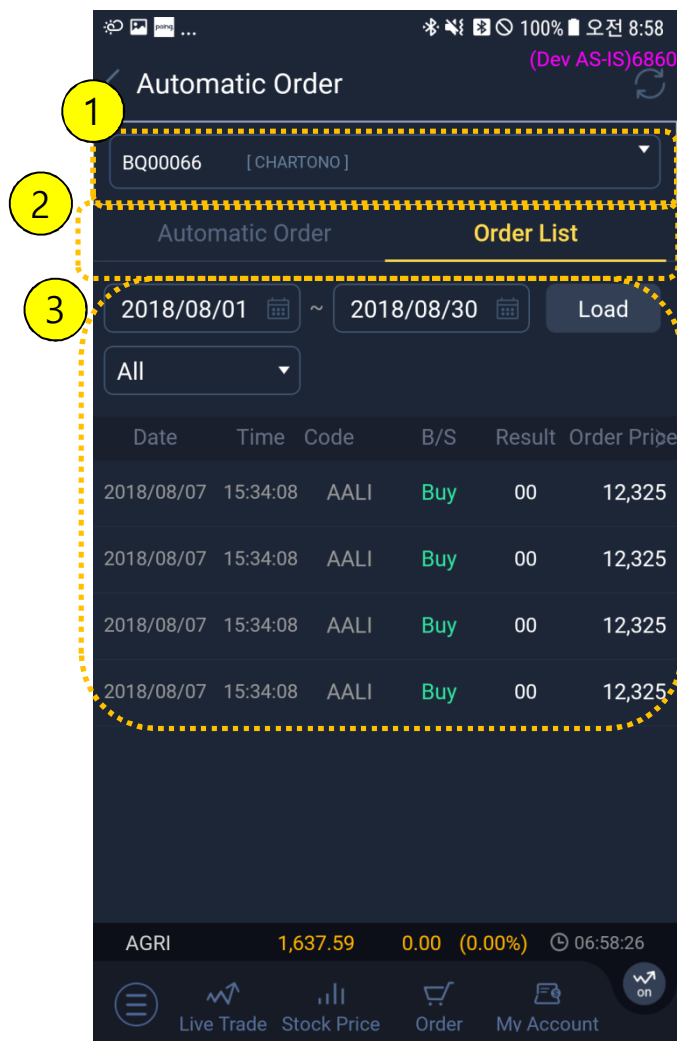 poing ... 100% 오전 8:58
(Dev AS-IS)6860
Automatic Order
1
BQ00066 [ CHARTONO ]
2
Automatic Order Order List
3
2018/08/01 ~ 2018/08/30 Load
All
Date Time Code B/S Result Order Price
2018/08/07 15:34:08 AALI Buy 00 12,325
2018/08/07 15:34:08 AALI Buy 00 12,325
2018/08/07 15:34:08 AALI Buy 00 12,325
2018/08/07 15:34:08 AALI Buy 00 12,325
AGRI 1,637.59 0.00 (0.00%) 06:58:26
on
Live Trade Stock Price Order My Account